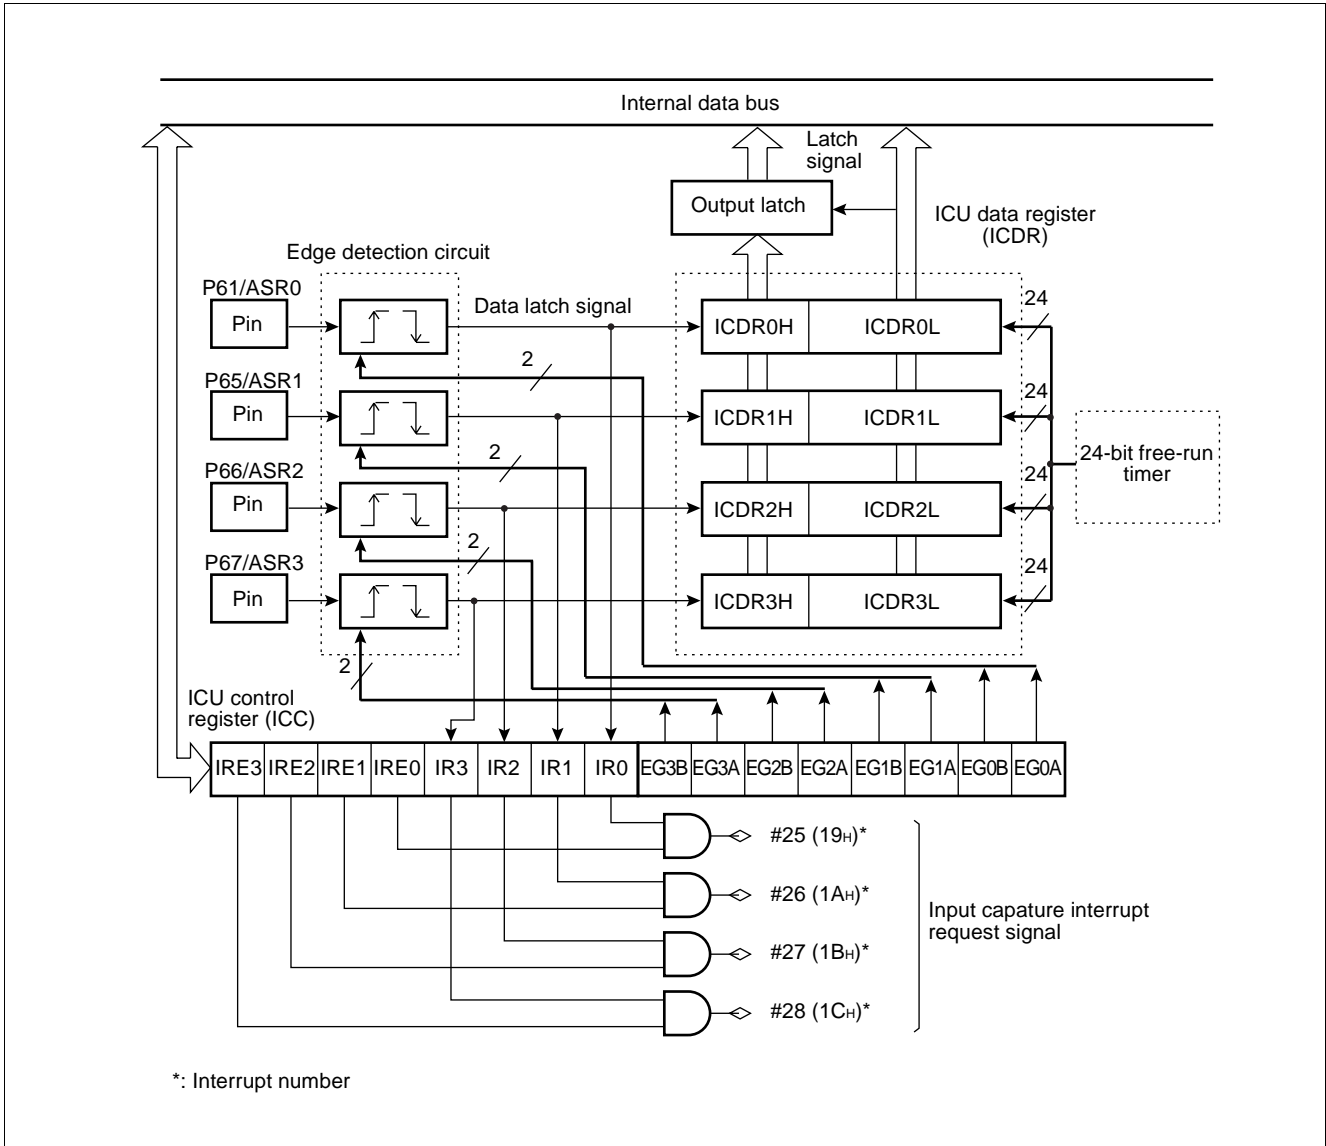 Internal data bus
Latch
signal
Output latch
ICU data register
(ICDR)
Edge detection circuit
P61/ASR0
Pin
Data latch signal
ICDR0H
ICDR0L
24
2
P65/ASR1
Pin
ICDR1H
ICDR1L
24
24-bit free-run
timer
2
P66/ASR2
Pin
ICDR2H
ICDR2L
24
2
P67/ASR3
Pin
ICDR3H
ICDR3L
24
2
ICU control
register (ICC)
IRE3 IRE2 IRE1 IRE0 IR3 IR2 IR1 IR0 EG3B EG3A EG2B EG2A EG1B EG1A EG0B EG0A
#25 (19H)*
#26 (1AH)*
#27 (1BH)*
#28 (1CH)*
Input capature interrupt
request signal
*: Interrupt number